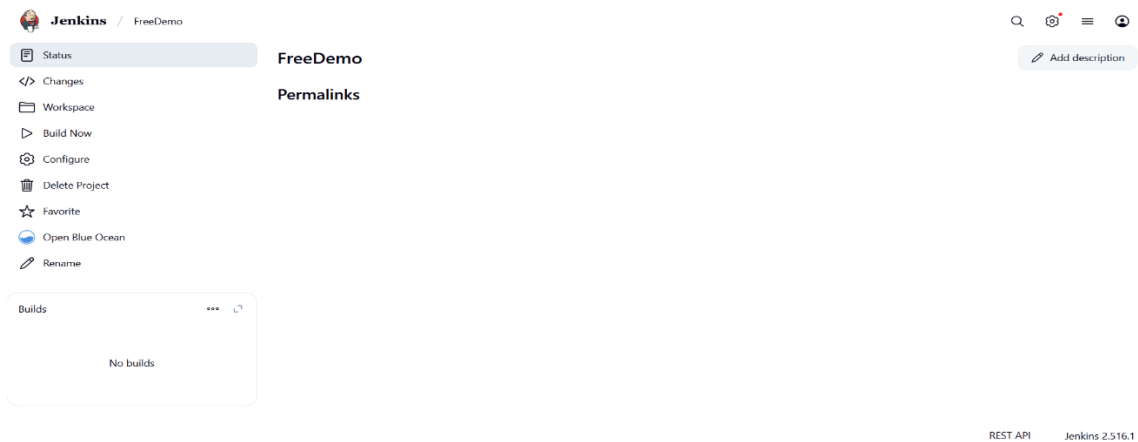 Jenkins / FreeDemo
Status
Changes
Workspace
Build Now
Configure
Delete Project
Favorite
Open Blue Ocean
Rename
Builds
No builds
FreeDemo
Add description
Permalinks
REST API
Jenkins 2.516.1